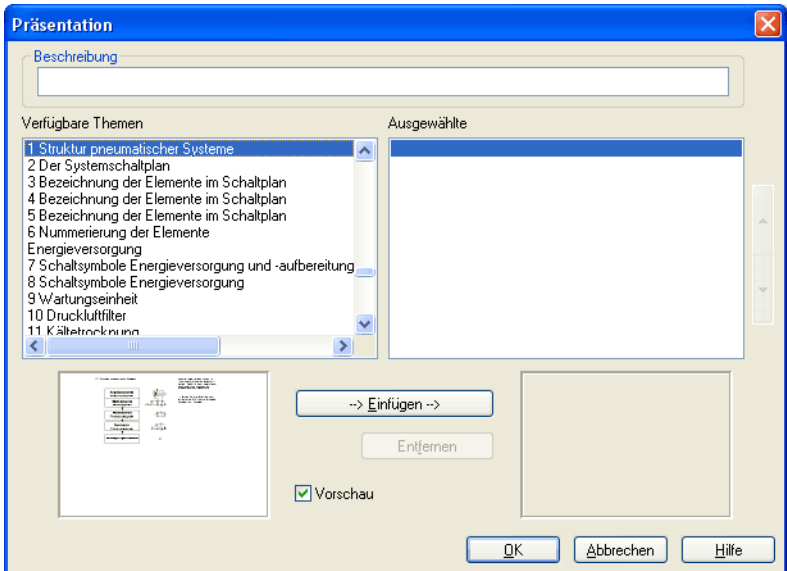 Präsentation
Beschreibung
Verfügbare Themen
Ausgewählte
1 Struktur pneumatischer Systeme
2 Der Systemschaltplan
3 Bezeichnung der Elemente im Schaltplan
4 Bezeichnung der Elemente im Schaltplan
5 Bezeichnung der Elemente im Schaltplan
6 Nummerierung der Elemente
Energieversorgung
7 Schaltsymbole Energieversorgung und -aufbereitung
8 Schaltsymbole Energieversorgung
9 Wartungseinheit
10 Druckluftfilter
11 Kältetrocknung
--> Einfügen -->
Entfernen
Vorschau
OK
Abbrechen
Hilfe